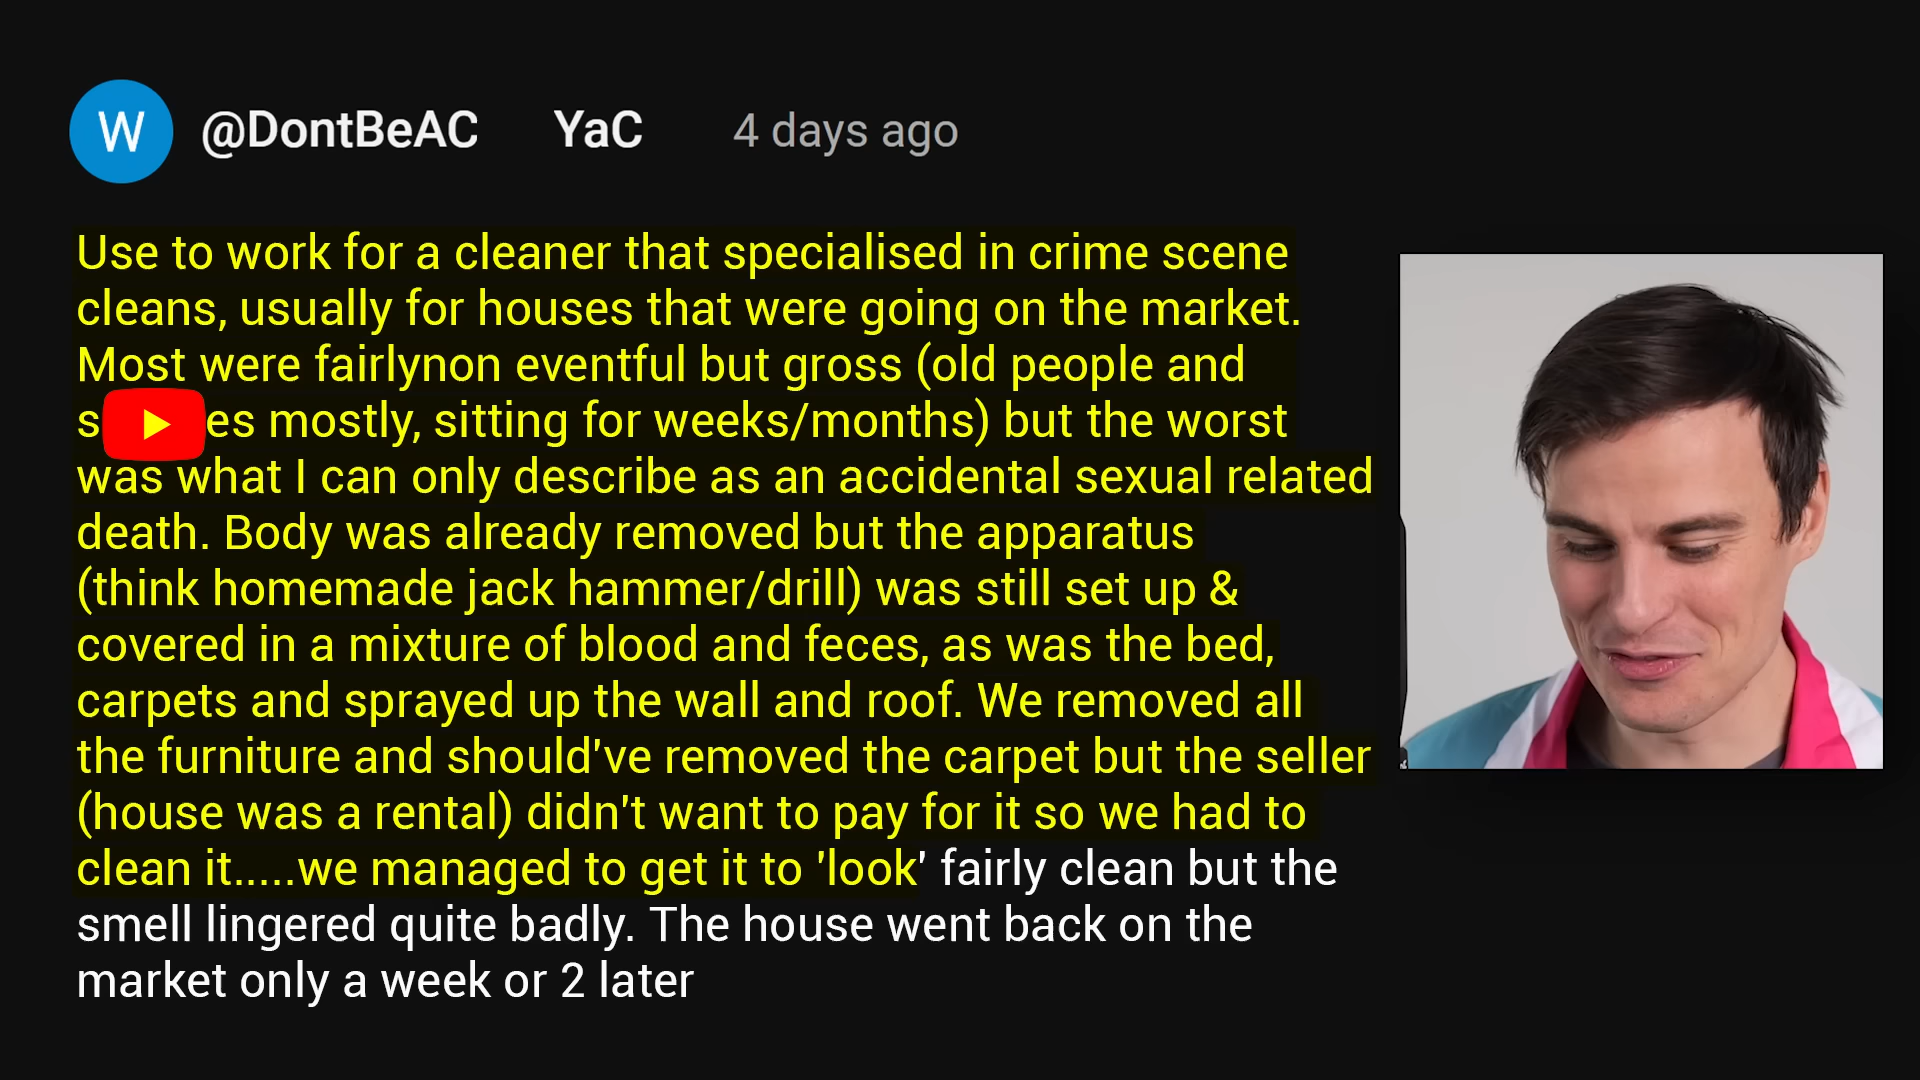 W @DontBeAC YaC 4 days ago
Use to work for a cleaner that specialised in crime scene
cleans, usually for houses that were going on the market.
Most were fairlynon eventful but gross (old people and
s es mostly, sitting for weeks/months) but the worst
was what I can only describe as an accidental sexual related
death. Body was already removed but the apparatus
(think homemade jack hammer/drill) was still set up &
covered in a mixture of blood and feces, as was the bed,
carpets and sprayed up the wall and roof. We removed all
the furniture and should've removed the carpet but the seller
(house was a rental) didn't want to pay for it so we had to
clean it.....we managed to get it to 'look' fairly clean but the
smell lingered quite badly. The house went back on the
market only a week or 2 later